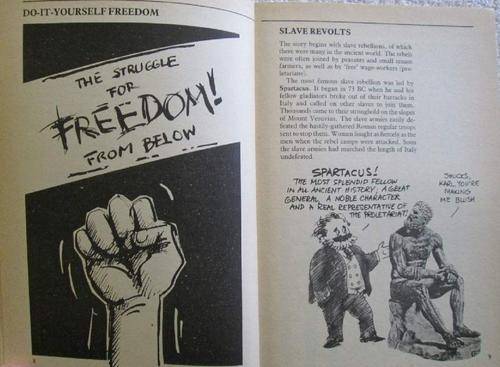 DO-IT-YOURSELF FREEDOM
THE STRUGGLE
FOR
FREEDOM!
FROM BELOW
SLAVE REVOLTS
The story begins with slave rebellions, of which
there were many in the ancient world. The rebels
were often joined by peasants and small tenant
farmers, as well as by 'free' wage-workers (pro-
letarians).
The most famous slave rebellion was led by
Spartacus. It began in 73 BC when he and his
fellow gladiators broke out of their barracks in
Italy and called on other slaves to join them.
Thousands came to their stronghold on the slopes
of Mount Vesuvius. The slave armies easily de-
feated the hastily-gathered Roman regular troops
sent to stop them. Women fought as fiercely as the
men when the rebel camps were attacked. Soon
the slave armies had marched the length of Italy
undefeated.
SPARTACUS!
THE MOST SPLENDID FELLOW
IN ALL ANCIENT HISTORY; A GREAT
GENERAL, A NOBLE CHARACTER
AND A REAL REPRESENTATIVE OF
THE PROLETARIAT!
SHUCKS,
KARL, YOU'RE
MAKING
ME BLUSH
8
9